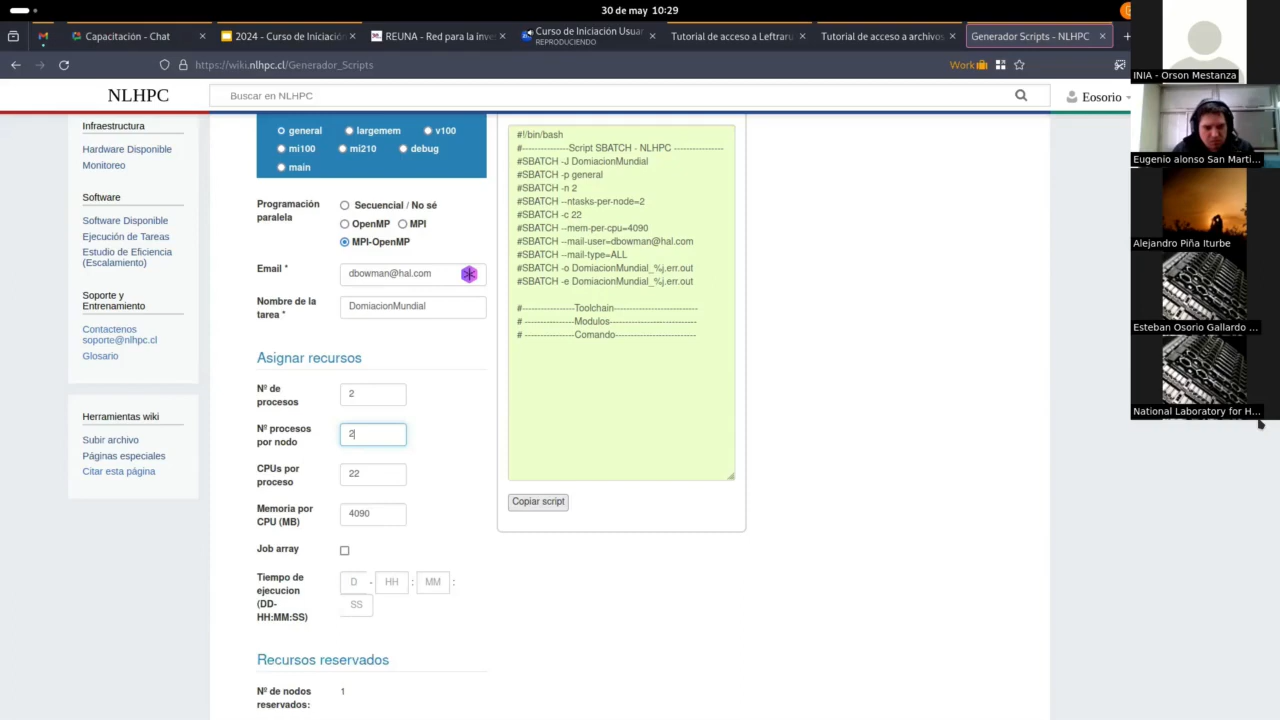 30 de may 10:29
Capacitación - Chat
2024 - Curso de Iniciación
REUNA - Red para la inve
Curso de Iniciación Usuar
REPRODUCIENDO
Tutorial de acceso a Leftraru
Tutorial de acceso a archivos
Generador Scripts - NLHPC
https://wiki.nlhpc.cl/Generador_Scripts
Work
NLHPC
Buscar en NLHPC
Eosorio
Infraestructura
Hardware Disponible
Monitoreo
Software
Software Disponible
Ejecución de Tareas
Estudio de Eficiencia
(Escalamiento)
Soporte y
Entrenamiento
Contactenos
soporte@nlhpc.cl
Glosario
Herramientas wiki
Subir archivo
Páginas especiales
Citar esta página
general
largemem
v100
mi100
mi210
debug
main
Programación
paralela
Secuencial / No sé
OpenMP
MPI
MPI-OpenMP
Email *
dbowman@hal.com
Nombre de la
tarea *
DomiacionMundial
Asignar recursos
Nº de
procesos
2
Nº procesos
por nodo
2
CPUs por
proceso
22
Memoria por
CPU (MB)
4090
Job array
Tiempo de
ejecucion
(DD-
HH:MM:SS)
D - HH : MM :
SS
Recursos reservados
Nº de nodos
reservados:
1
#!/bin/bash
#---------------Script SBATCH - NLHPC ----------------
#SBATCH -J DomiacionMundial
#SBATCH -p general
#SBATCH -n 2
#SBATCH --ntasks-per-node=2
#SBATCH -c 22
#SBATCH --mem-per-cpu=4090
#SBATCH --mail-user=dbowman@hal.com
#SBATCH --mail-type=ALL
#SBATCH -o DomiacionMundial_%j.err.out
#SBATCH -e DomiacionMundial_%j.err.out
#-----------------Toolchain---------------------------
# ----------------Modulos----------------------------
# ----------------Comando--------------------------
Copiar script
INIA - Orson Mestanza
Eugenio alonso San Marti...
Alejandro Piña Iturbe
Esteban Osorio Gallardo ...
National Laboratory for H...